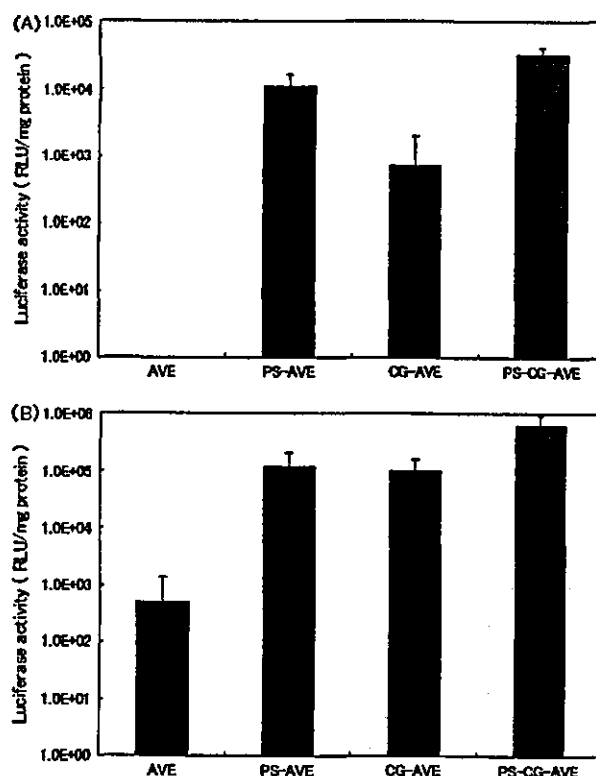 (A)
Luciferase activity ( RLU/mg protein)
1.0E+05
1.0E+04
1.0E+03
1.0E+02
1.0E+01
1.0E+00
AVE PS-AVE CG-AVE PS-CG-AVE
(B)
Luciferase activity ( RLU/mg protein)
1.0E+06
1.0E+05
1.0E+04
1.0E+03
1.0E+02
1.0E+01
1.0E+00
AVE PS-AVE CG-AVE PS-CG-AVE